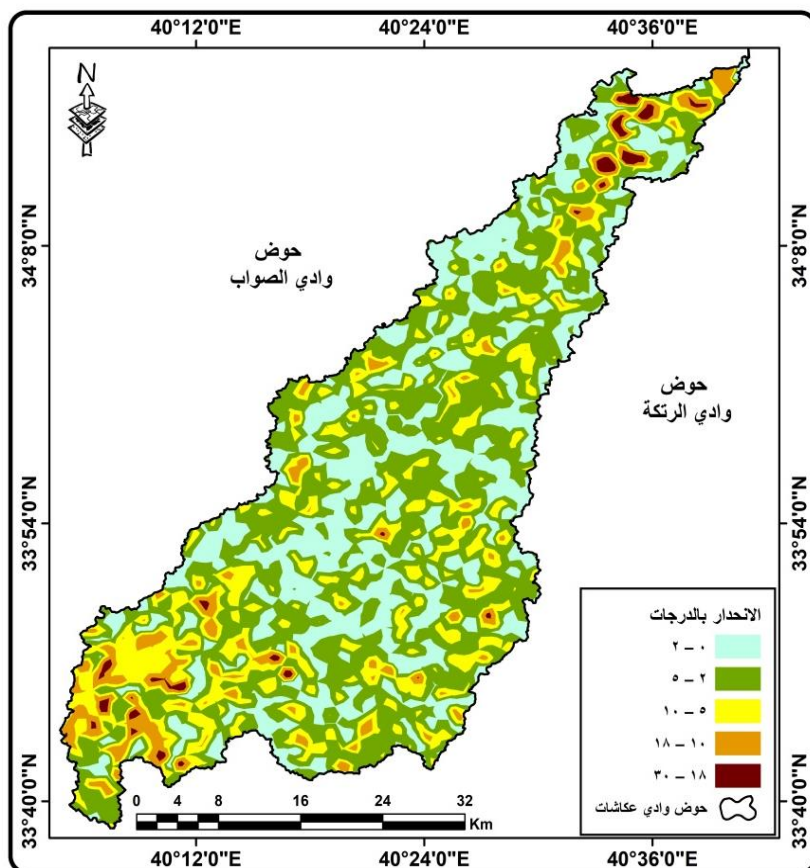 40°12'0"E
40°24'0"E
40°36'0"E
N
34°8'0"N
34°8'0"N
حوض
وادي الصواب
حوض
وادي الرتكة
33°54'0"N
33°54'0"N
الانحدار بالدرجات
٠ – ٢
٢ – ٥
٥ – ١٠
١٠ – ١٨
١٨ – ٣٠
حوض وادي عكاشات
33°40'0"N
33°40'0"N
0 4 8 16 24 32
Km
40°12'0"E
40°24'0"E
40°36'0"E